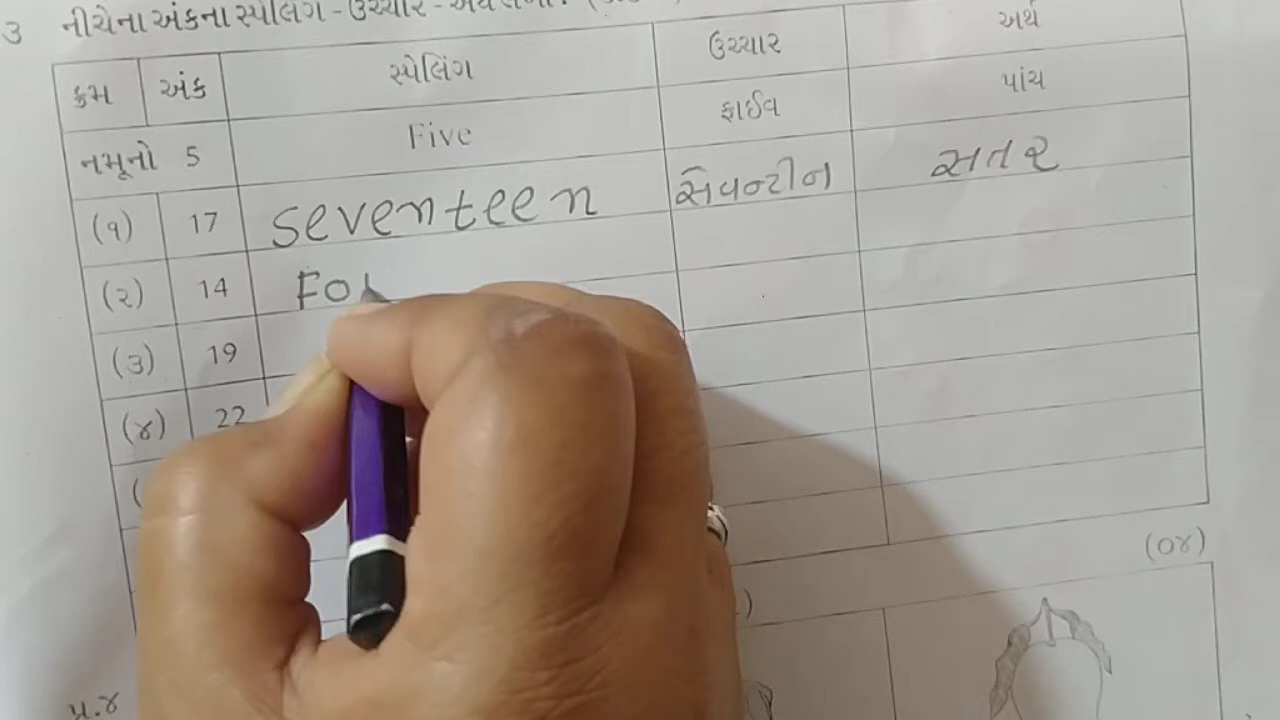 ૩ નીચેના અંકના સ્પેલિંગ - ઉચ્ચાર -
ક્રમ અંક સ્પેલિંગ ઉચ્ચાર અર્થ
નમૂનો 5 Five ફાઈવ પાંચ
(૧) 17 seventeen સેવન્ટીન સતર
(૨) 14 Fo
(૩) 19
(૪) 22
(૦૪)
પ્ર.૪